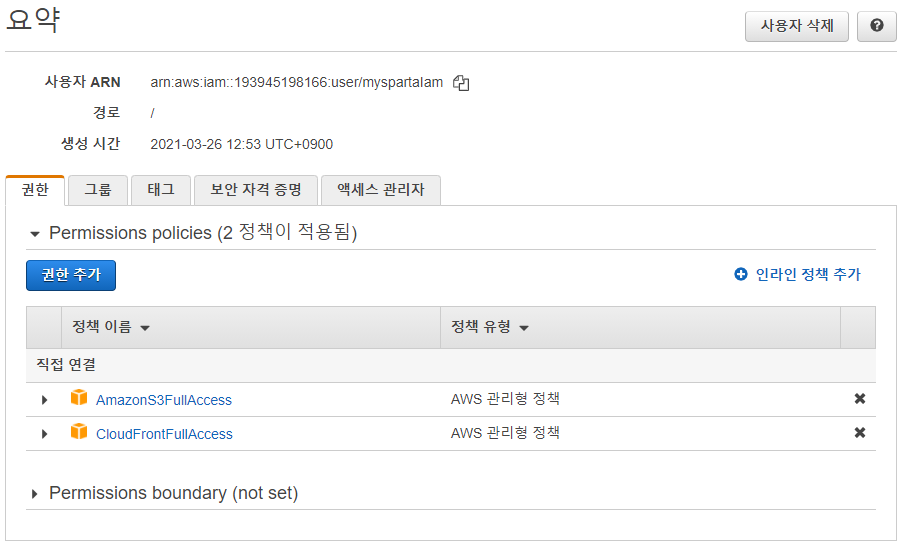 요약
사용자 삭제
사용자 ARN arn:aws:iam::193945198166:user/myspartalam
경로 /
생성 시간 2021-03-26 12:53 UTC+0900
권한 그룹 태그 보안 자격 증명 액세스 관리자
Permissions policies (2 정책이 적용됨)
권한 추가 인라인 정책 추가
정책 이름 정책 유형
직접 연결
AmazonS3FullAccess AWS 관리형 정책
CloudFrontFullAccess AWS 관리형 정책
Permissions boundary (not set)